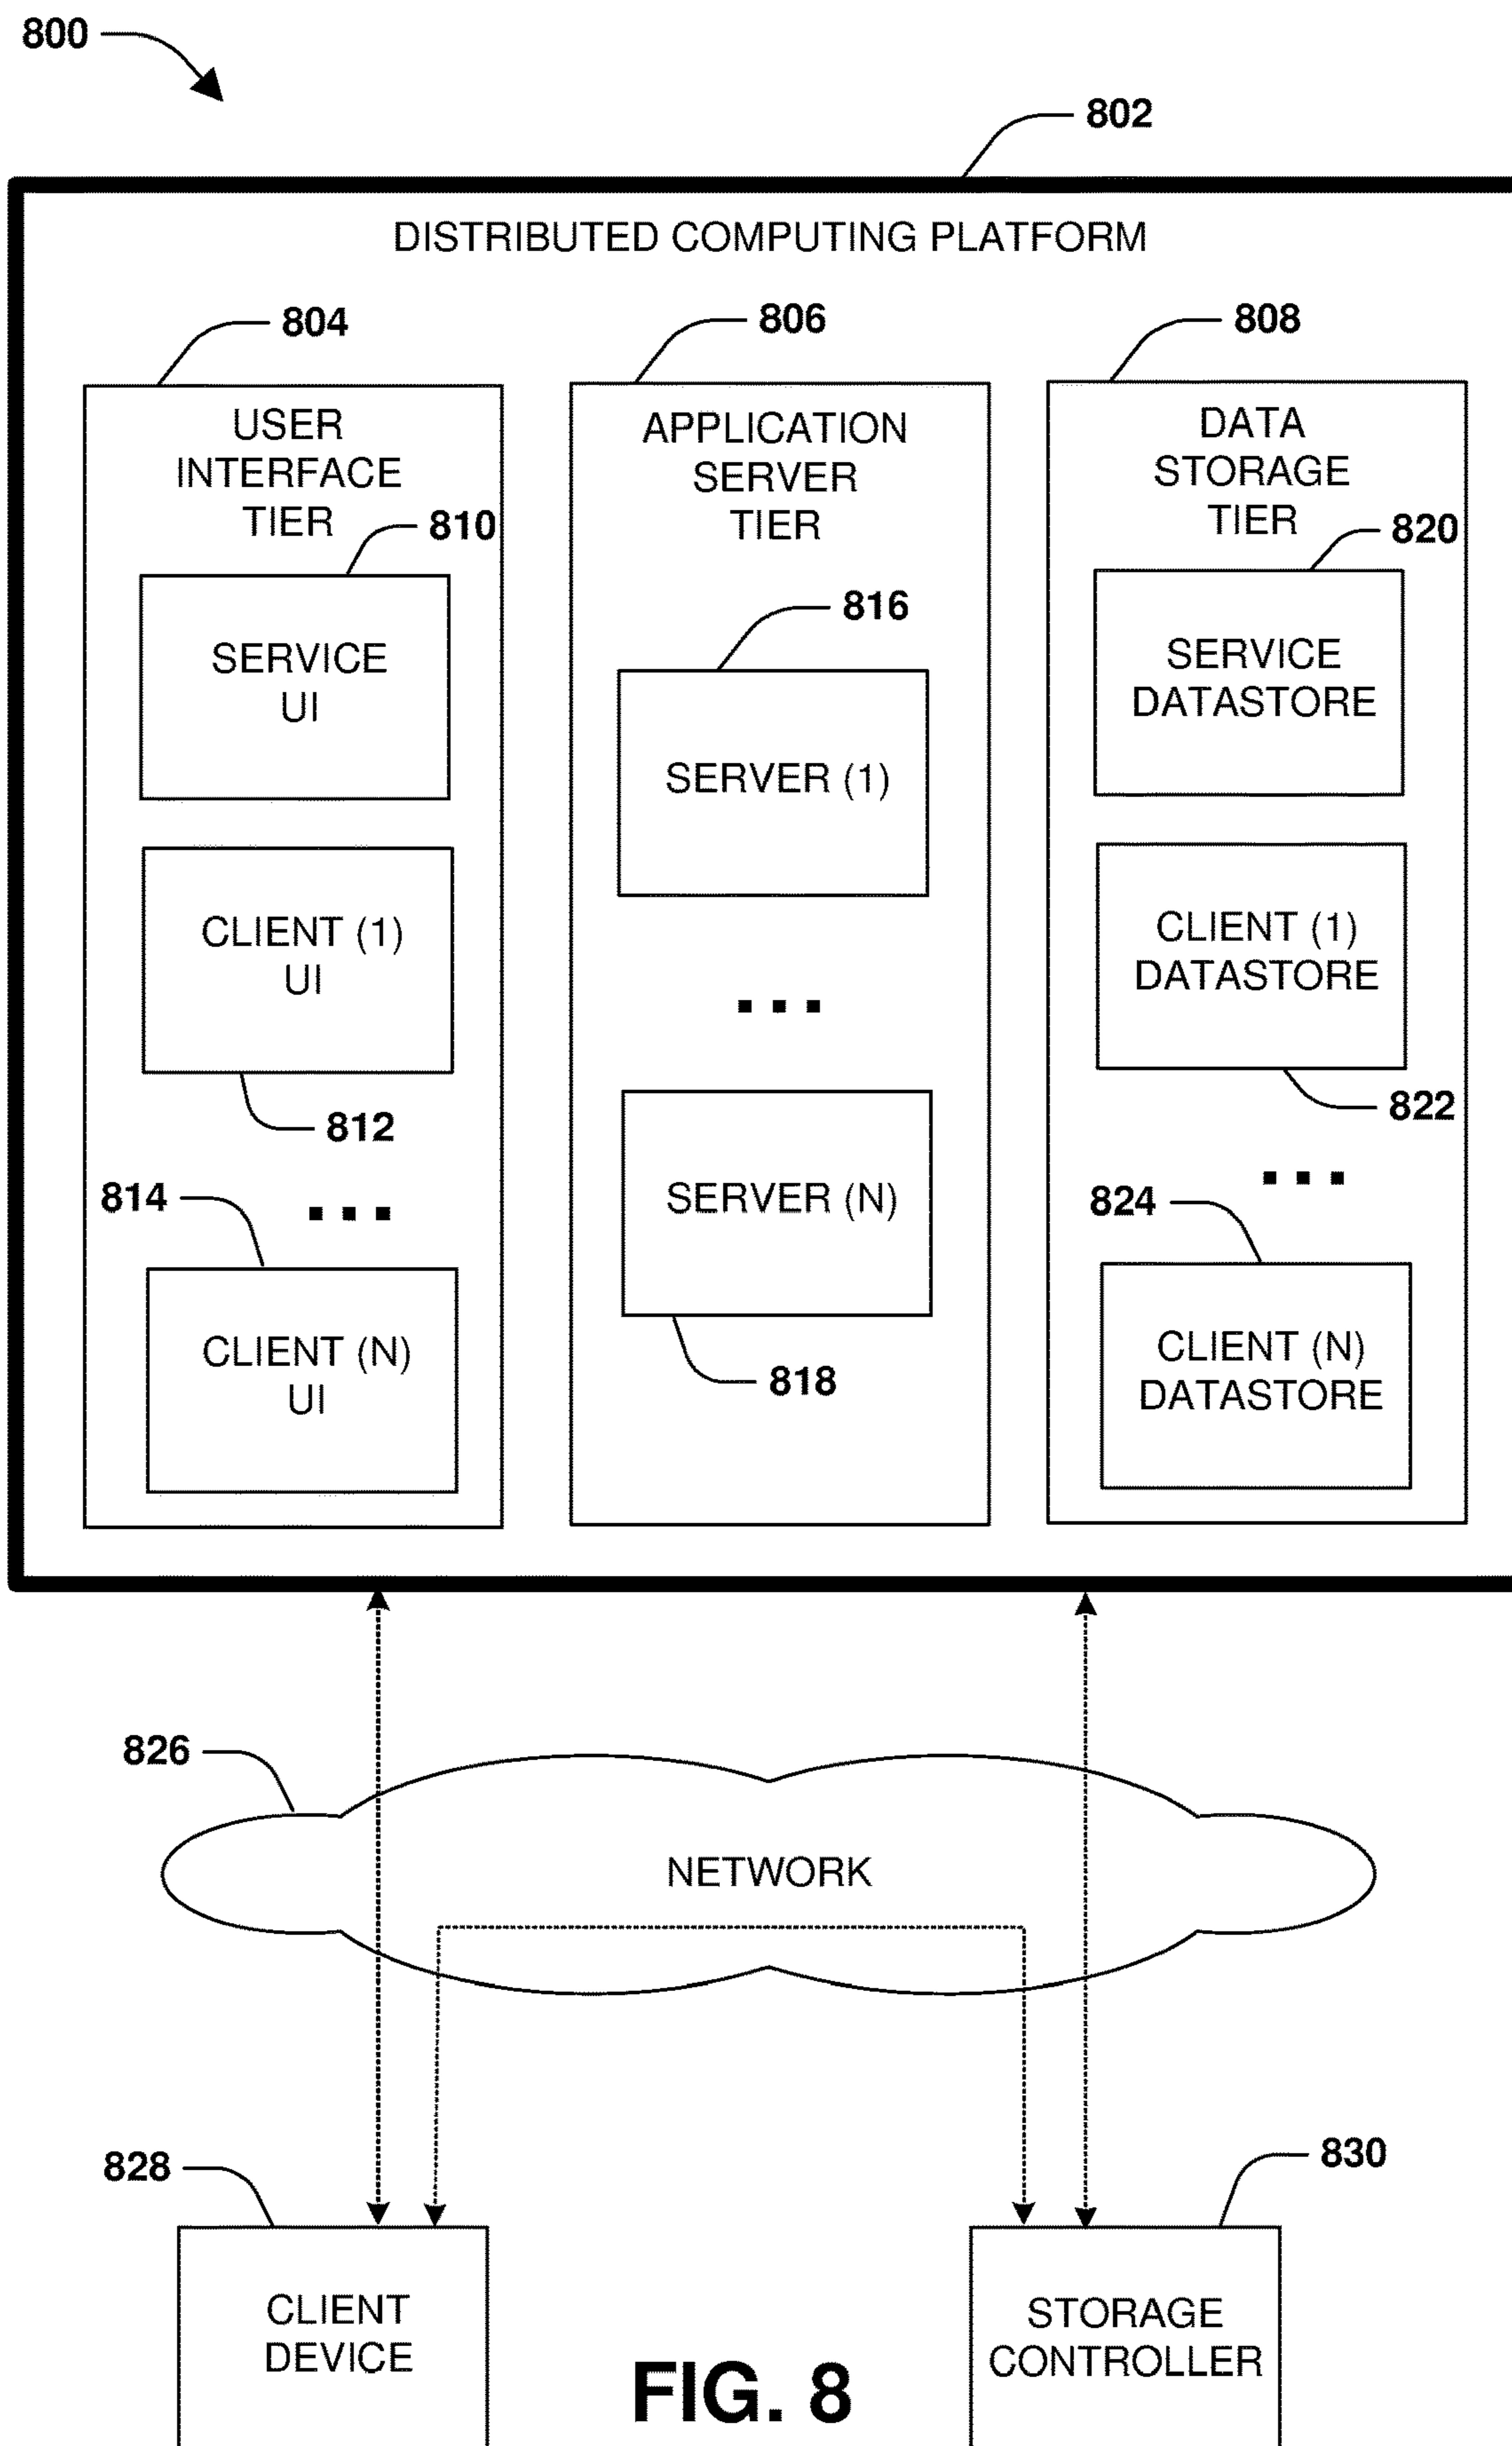 800
802
DISTRIBUTED COMPUTING PLATFORM
804
USER
INTERFACE
TIER
810
SERVICE
UI
CLIENT (1)
UI
812
814
CLIENT (N)
UI
806
APPLICATION
SERVER
TIER
816
SERVER (1)
SERVER (N)
818
808
DATA
STORAGE
TIER
820
SERVICE
DATASTORE
CLIENT (1)
DATASTORE
822
824
CLIENT (N)
DATASTORE
826
NETWORK
828
CLIENT
DEVICE
830
STORAGE
CONTROLLER
FIG. 8